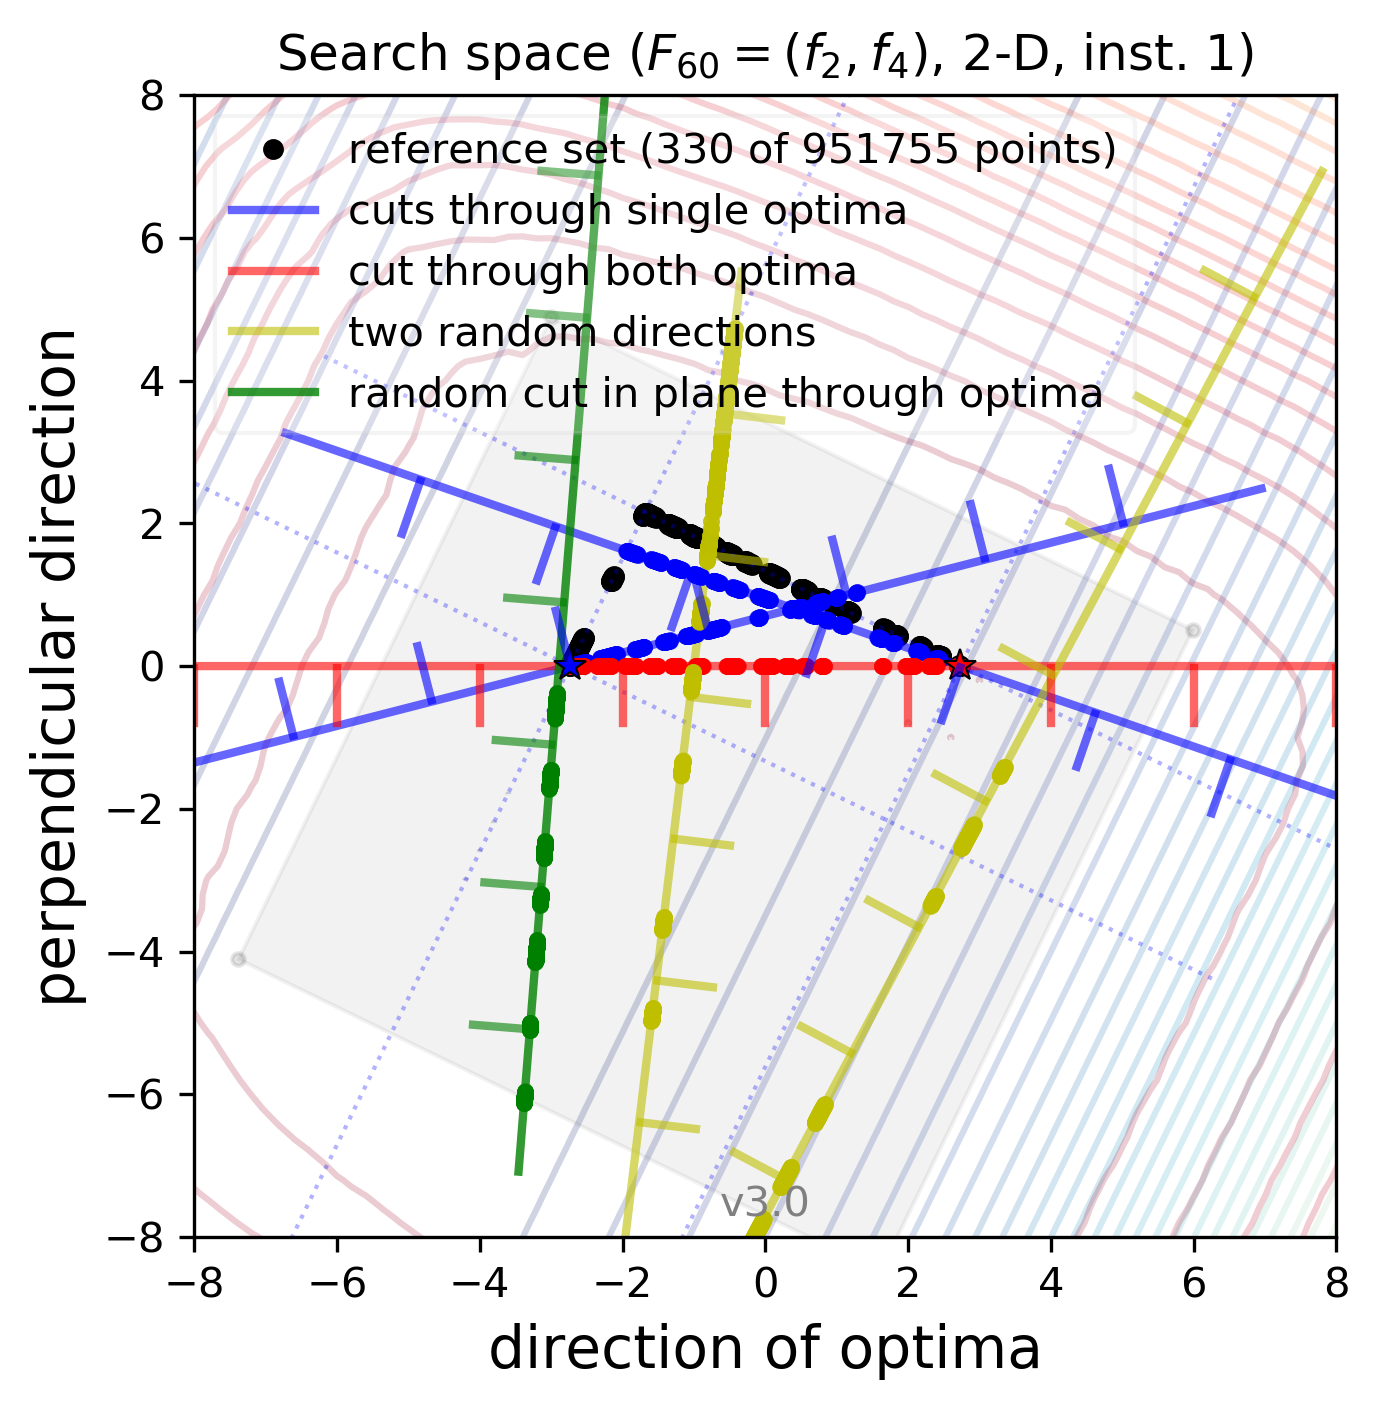 Search space (F₆₀ = (f₂, f₄), 2-D, inst. 1)
reference set (330 of 951755 points)
cuts through single optima
cut through both optima
two random directions
random cut in plane through optima
perpendicular direction
8
6
4
2
0
−2
−4
−6
−8
v3.0
−8 −6 −4 −2 0 2 4 6 8
direction of optima